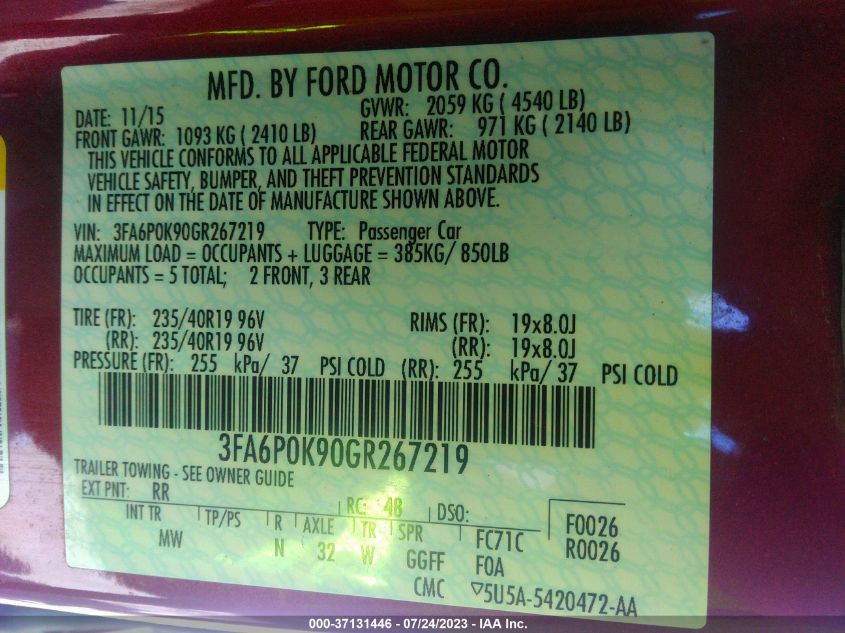 MFD. BY FORD MOTOR CO.
DATE: 11/15 GVWR: 2059 KG ( 4540 LB)
FRONT GAWR: 1093 KG ( 2410 LB) REAR GAWR: 971 KG ( 2140 LB)
THIS VEHICLE CONFORMS TO ALL APPLICABLE FEDERAL MOTOR
VEHICLE SAFETY, BUMPER, AND THEFT PREVENTION STANDARDS
IN EFFECT ON THE DATE OF MANUFACTURE SHOWN ABOVE.
VIN: 3FA6P0K90GR267219 TYPE: Passenger Car
MAXIMUM LOAD = OCCUPANTS + LUGGAGE = 385KG/ 850LB
OCCUPANTS = 5 TOTAL; 2 FRONT, 3 REAR
TIRE (FR): 235/40R19 96V RIMS (FR): 19x8.0J
(RR): 235/40R19 96V (RR): 19x8.0J
PRESSURE (FR): 255 kPa/ 37 PSI COLD (RR): 255 kPa/ 37 PSI COLD
3FA6P0K90GR267219
TRAILER TOWING - SEE OWNER GUIDE
EXT PNT: RR RC: 48 DSO: F0026
INT TR TP/PS R AXLE TR SPR FC71C R0026
MW N 32 W GGFF F0A
CMC ▽5U5A-5420472-AA
000-37131446 - 07/24/2023 - IAA Inc.